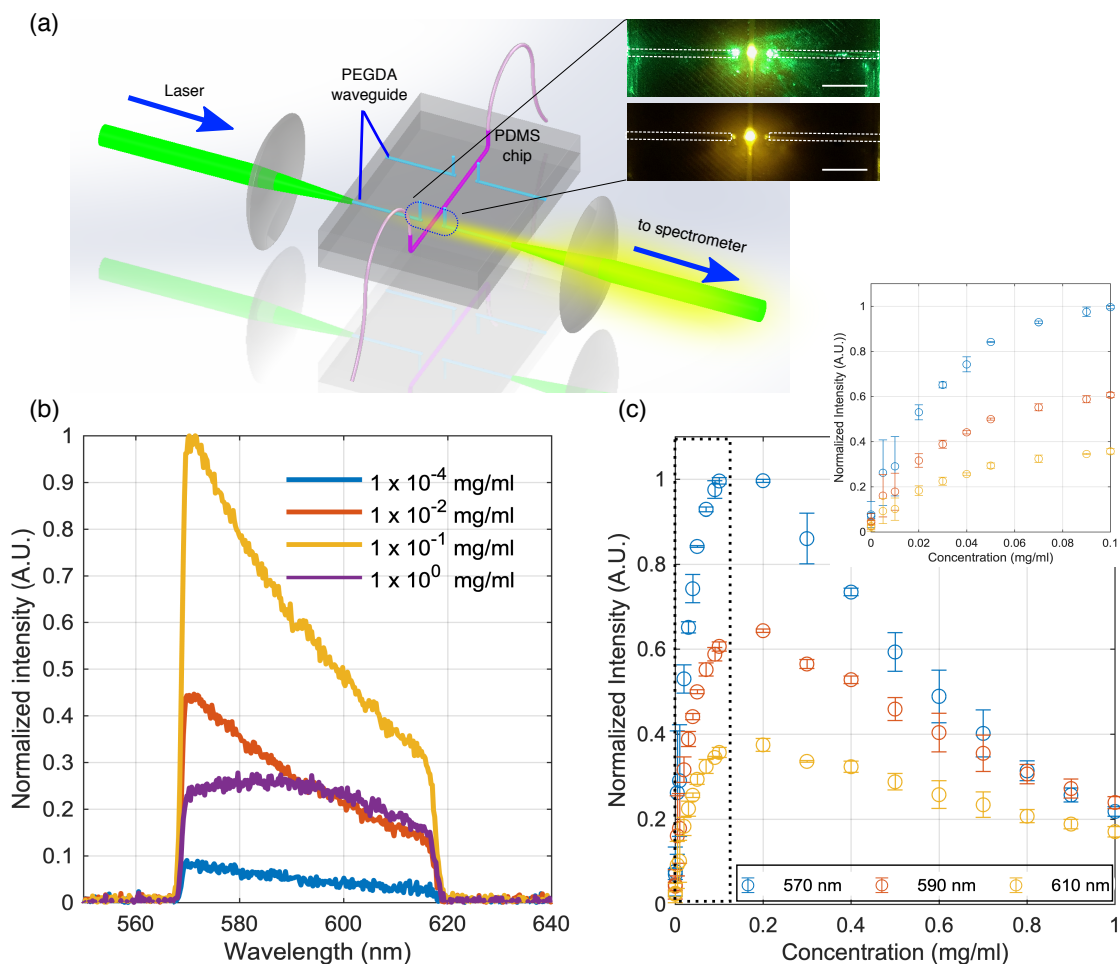 (a)
Laser
PEGDA
waveguide
PDMS
chip
to spectrometer
(b)
Normalized Intensity (A.U.)
1
0.9
0.8
0.7
0.6
0.5
0.4
0.3
0.2
0.1
0
560
580
600
620
640
Wavelength (nm)
1 x 10⁻⁴ mg/ml
1 x 10⁻² mg/ml
1 x 10⁻¹ mg/ml
1 x 10⁰ mg/ml
(c)
Normalized Intensity (A.U.)
1
0.8
0.6
0.4
0.2
0
0
0.2
0.4
0.6
0.8
1
Concentration (mg/ml)
570 nm
590 nm
610 nm
Normalized Intensity (A.U.))
1
0.8
0.6
0.4
0.2
0
0
0.02
0.04
0.06
0.08
0.1
Concentration (mg/ml)